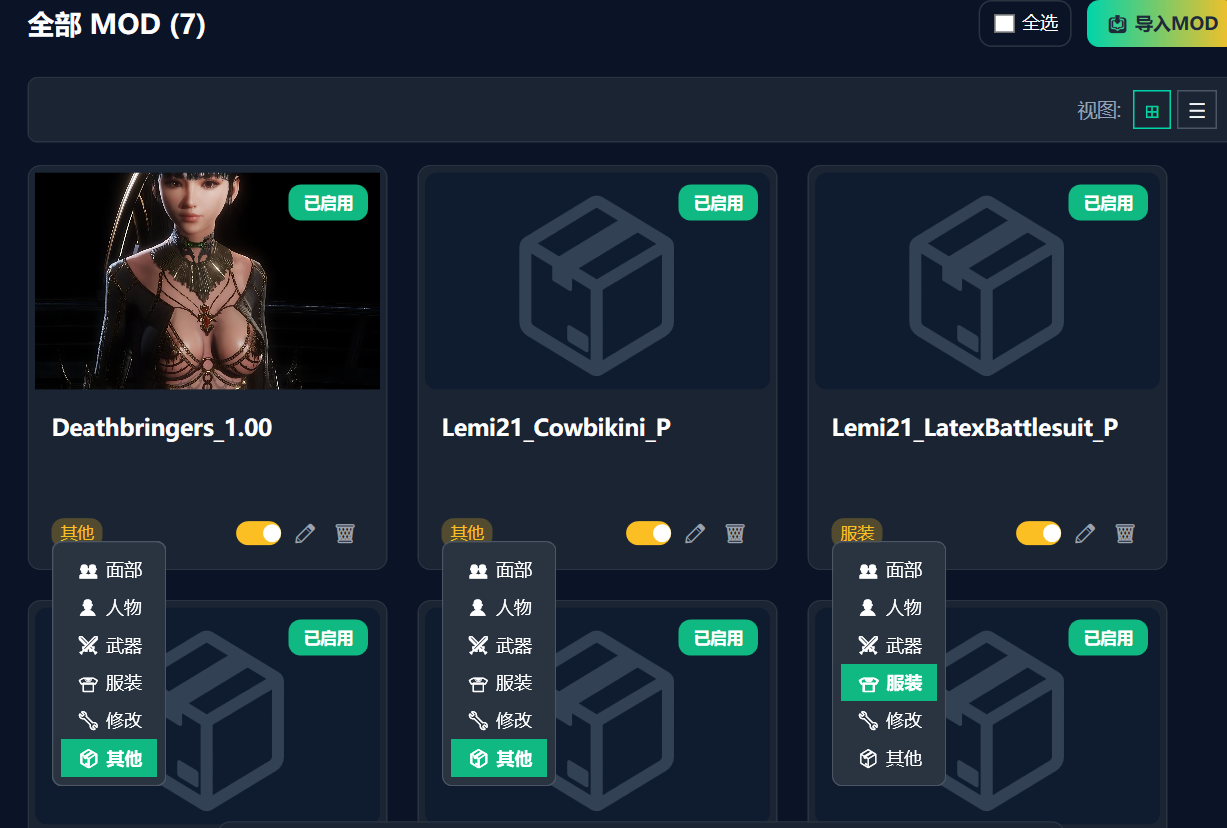 全部 MOD (7)
全选
导入MOD
视图:
已启用
已启用
已启用
Deathbringers_1.00
Lemi21_Cowbikini_P
Lemi21_LatexBattlesuit_P
其他
其他
服装
面部
人物
武器
服装
修改
其他
面部
人物
武器
服装
修改
其他
面部
人物
武器
服装
修改
其他
已启用
已启用
已启用